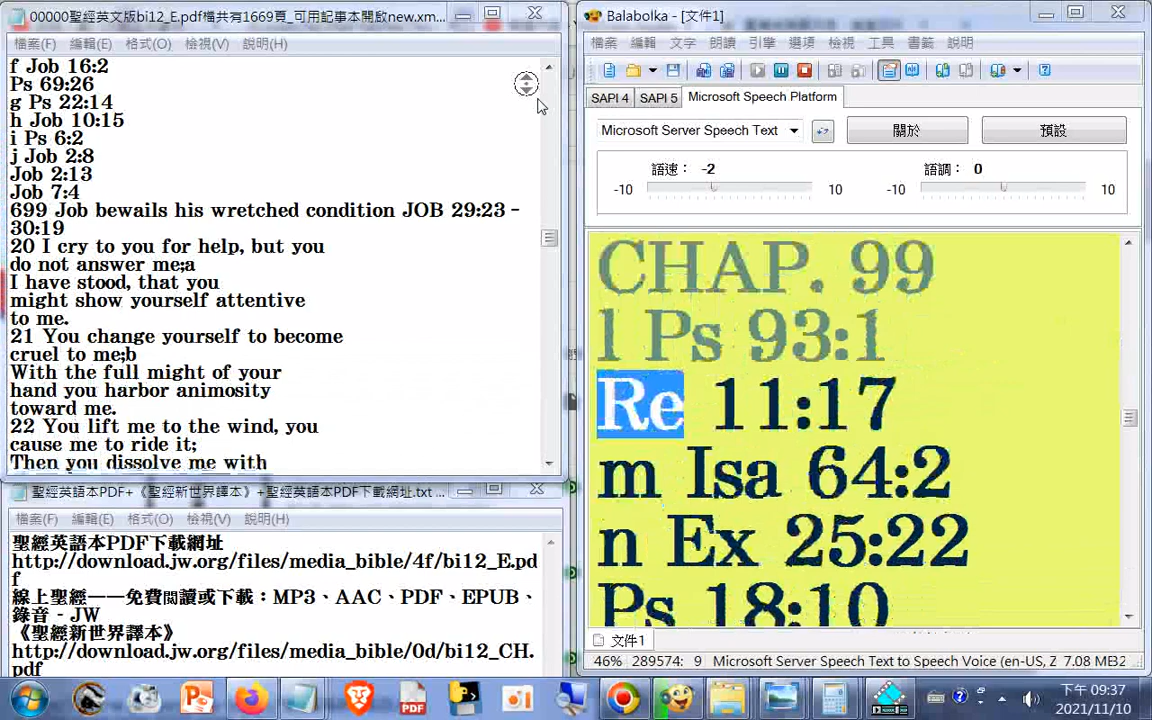 00000聖經英文版bi12_E.pdf檔共有1669頁_可用記事本開啟new.xm...
檔案(F) 編輯(E) 格式(O) 檢視(V) 說明(H)
f Job 16:2
Ps 69:26
g Ps 22:14
h Job 10:15
i Ps 6:2
j Job 2:8
Job 2:13
Job 7:4
699 Job bewails his wretched condition JOB 29:23 -
30:19
20 I cry to you for help, but you
do not answer me;a
I have stood, that you
might show yourself attentive
to me.
21 You change yourself to become
cruel to me;b
With the full might of your
hand you harbor animosity
toward me.
22 You lift me to the wind, you
cause me to ride it;
Then you dissolve me with
聖經英語本PDF+《聖經新世界譯本》+聖經英語本PDF下載網址.txt ...
檔案(F) 編輯(E) 格式(O) 檢視(V) 說明(H)
聖經英語本PDF下載網址
http://download.jw.org/files/media_bible/4f/bi12_E.pd
f
線上聖經——免費閱讀或下載：MP3、AAC、PDF、EPUB、
錄音 - JW
《聖經新世界譯本》
http://download.jw.org/files/media_bible/0d/bi12_CH.
pdf
Balabolka - [文件1]
檔案 編輯 文字 朗讀 引擎 選項 檢視 工具 書籤 說明
SAPI 4 SAPI 5 Microsoft Speech Platform
Microsoft Server Speech Text 關於 預設
語速： -2 語調： 0
-10 10 -10 10
CHAP. 99
l Ps 93:1
Re 11:17
m Isa 64:2
n Ex 25:22
Ps 18:10
文件1
46% 289574: 9 Microsoft Server Speech Text to Speech Voice (en-US, Z 7.08 MB2
下午 09:37
2021/11/10